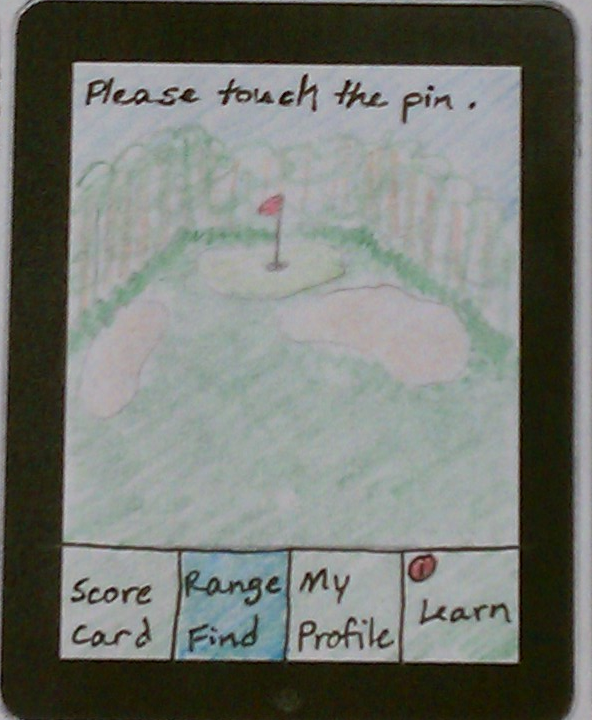 Please touch the pin.
Score
Card
Range
Find
My
Profile
Learn